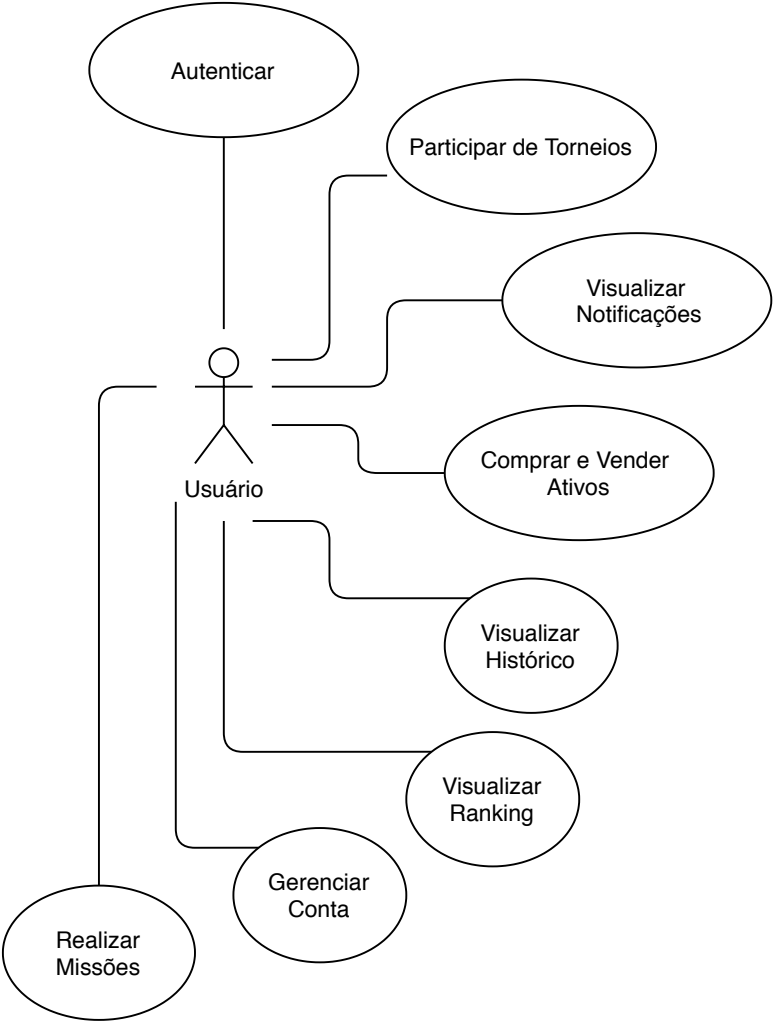 Autenticar
Participar de Torneios
Visualizar
Notificações
Comprar e Vender
Ativos
Usuário
Visualizar
Histórico
Visualizar
Ranking
Gerenciar
Conta
Realizar
Missões